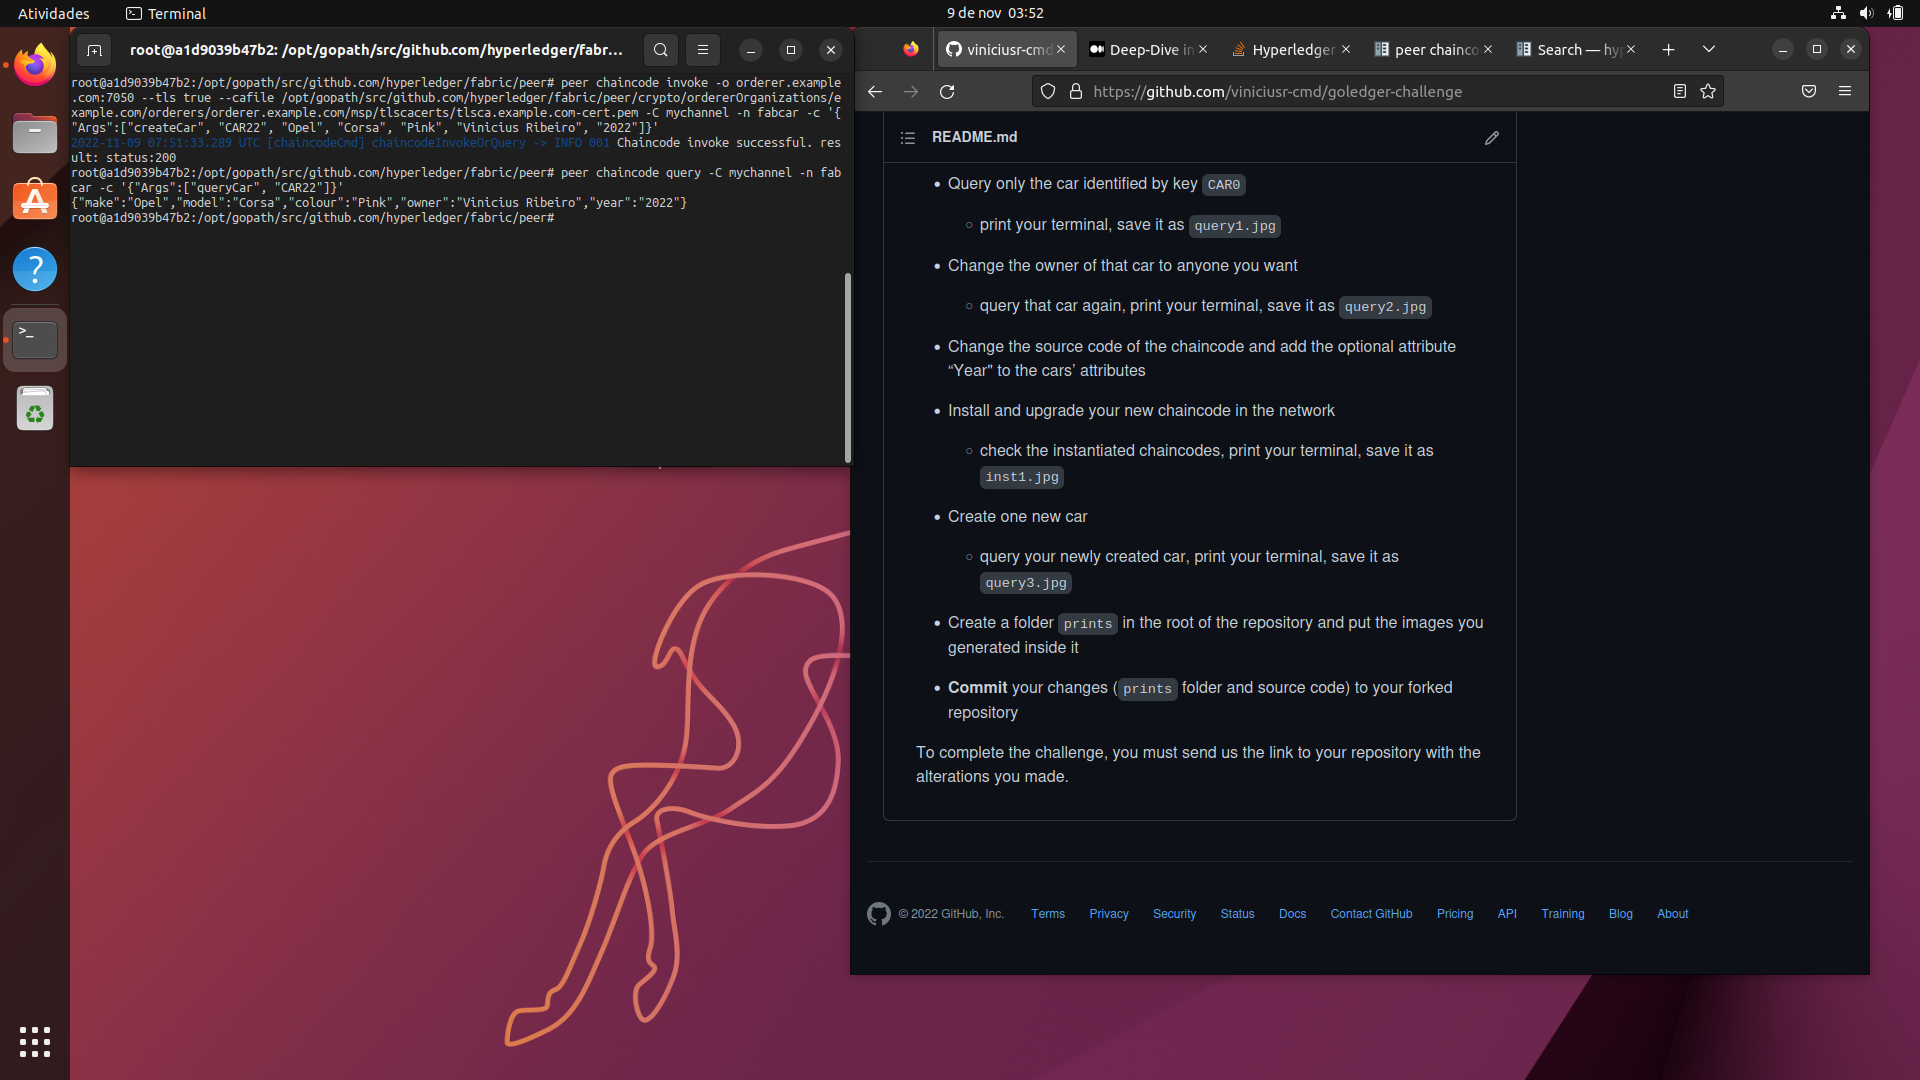 Atividades
Terminal
9 de nov  03:52
root@a1d9039b47b2: /opt/gopath/src/github.com/hyperledger/fabr...
root@a1d9039b47b2:/opt/gopath/src/github.com/hyperledger/fabric/peer# peer chaincode invoke -o orderer.example
.com:7050 --tls true --cafile /opt/gopath/src/github.com/hyperledger/fabric/peer/crypto/ordererOrganizations/e
xample.com/orderers/orderer.example.com/msp/tlscacerts/tlsca.example.com-cert.pem -C mychannel -n fabcar -c '{
"Args":["createCar", "CAR22", "Opel", "Corsa", "Pink", "Vinicius Ribeiro", "2022"]}'
2022-11-09 07:51:33.289 UTC [chaincodeCmd] chaincodeInvokeOrQuery -> INFO 001 Chaincode invoke successful. res
ult: status:200
root@a1d9039b47b2:/opt/gopath/src/github.com/hyperledger/fabric/peer# peer chaincode query -C mychannel -n fab
car -c '{"Args":["queryCar", "CAR22"]}'
{"make":"Opel","model":"Corsa","colour":"Pink","owner":"Vinicius Ribeiro","year":"2022"}
root@a1d9039b47b2:/opt/gopath/src/github.com/hyperledger/fabric/peer#
viniciusr-cmd
Deep-Dive in
Hyperledger
peer chainco
Search — hyp
https://github.com/viniciusr-cmd/goledger-challenge
README.md
• Query only the car identified by key CAR0
◦ print your terminal, save it as query1.jpg
• Change the owner of that car to anyone you want
◦ query that car again, print your terminal, save it as query2.jpg
• Change the source code of the chaincode and add the optional attribute
“Year" to the cars’ attributes
• Install and upgrade your new chaincode in the network
◦ check the instantiated chaincodes, print your terminal, save it as
inst1.jpg
• Create one new car
◦ query your newly created car, print your terminal, save it as
query3.jpg
• Create a folder prints in the root of the repository and put the images you
generated inside it
• Commit your changes (prints folder and source code) to your forked
repository
To complete the challenge, you must send us the link to your repository with the
alterations you made.
© 2022 GitHub, Inc. Terms Privacy Security Status Docs Contact GitHub Pricing API Training Blog About